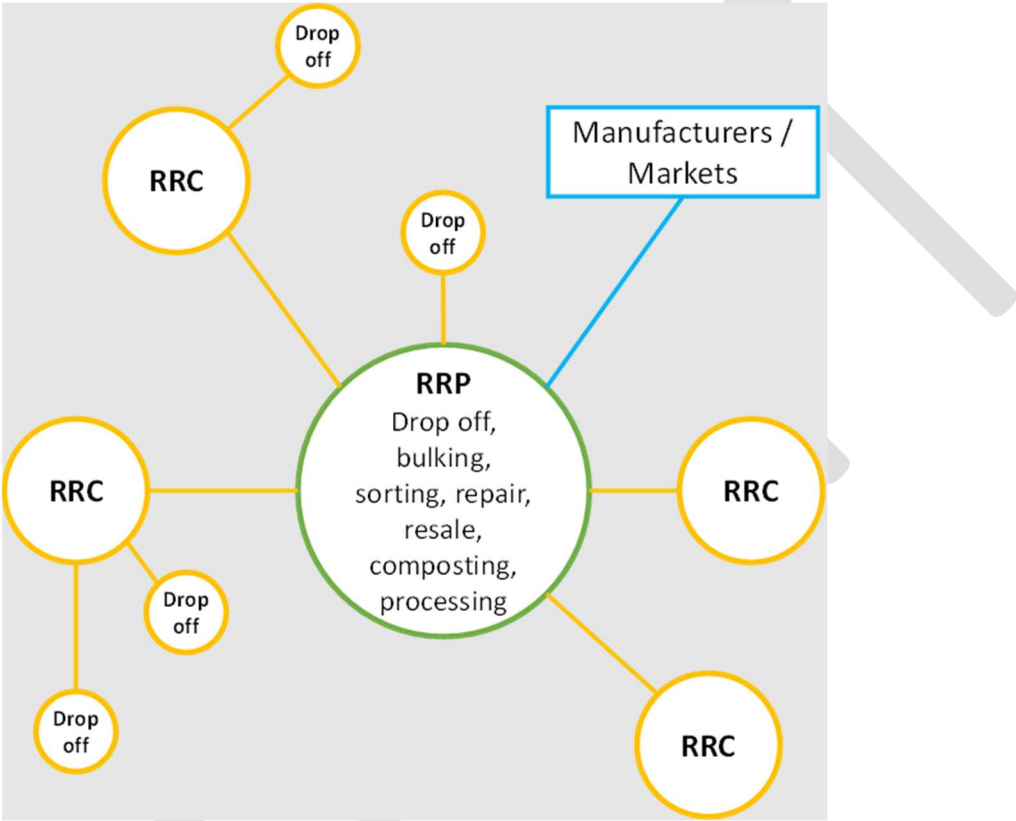 Drop
off
RRC
Manufacturers /
Markets
Drop
off
RRP
Drop off,
bulking,
sorting, repair,
resale,
composting,
processing
RRC
RRC
Drop
off
Drop
off
RRC